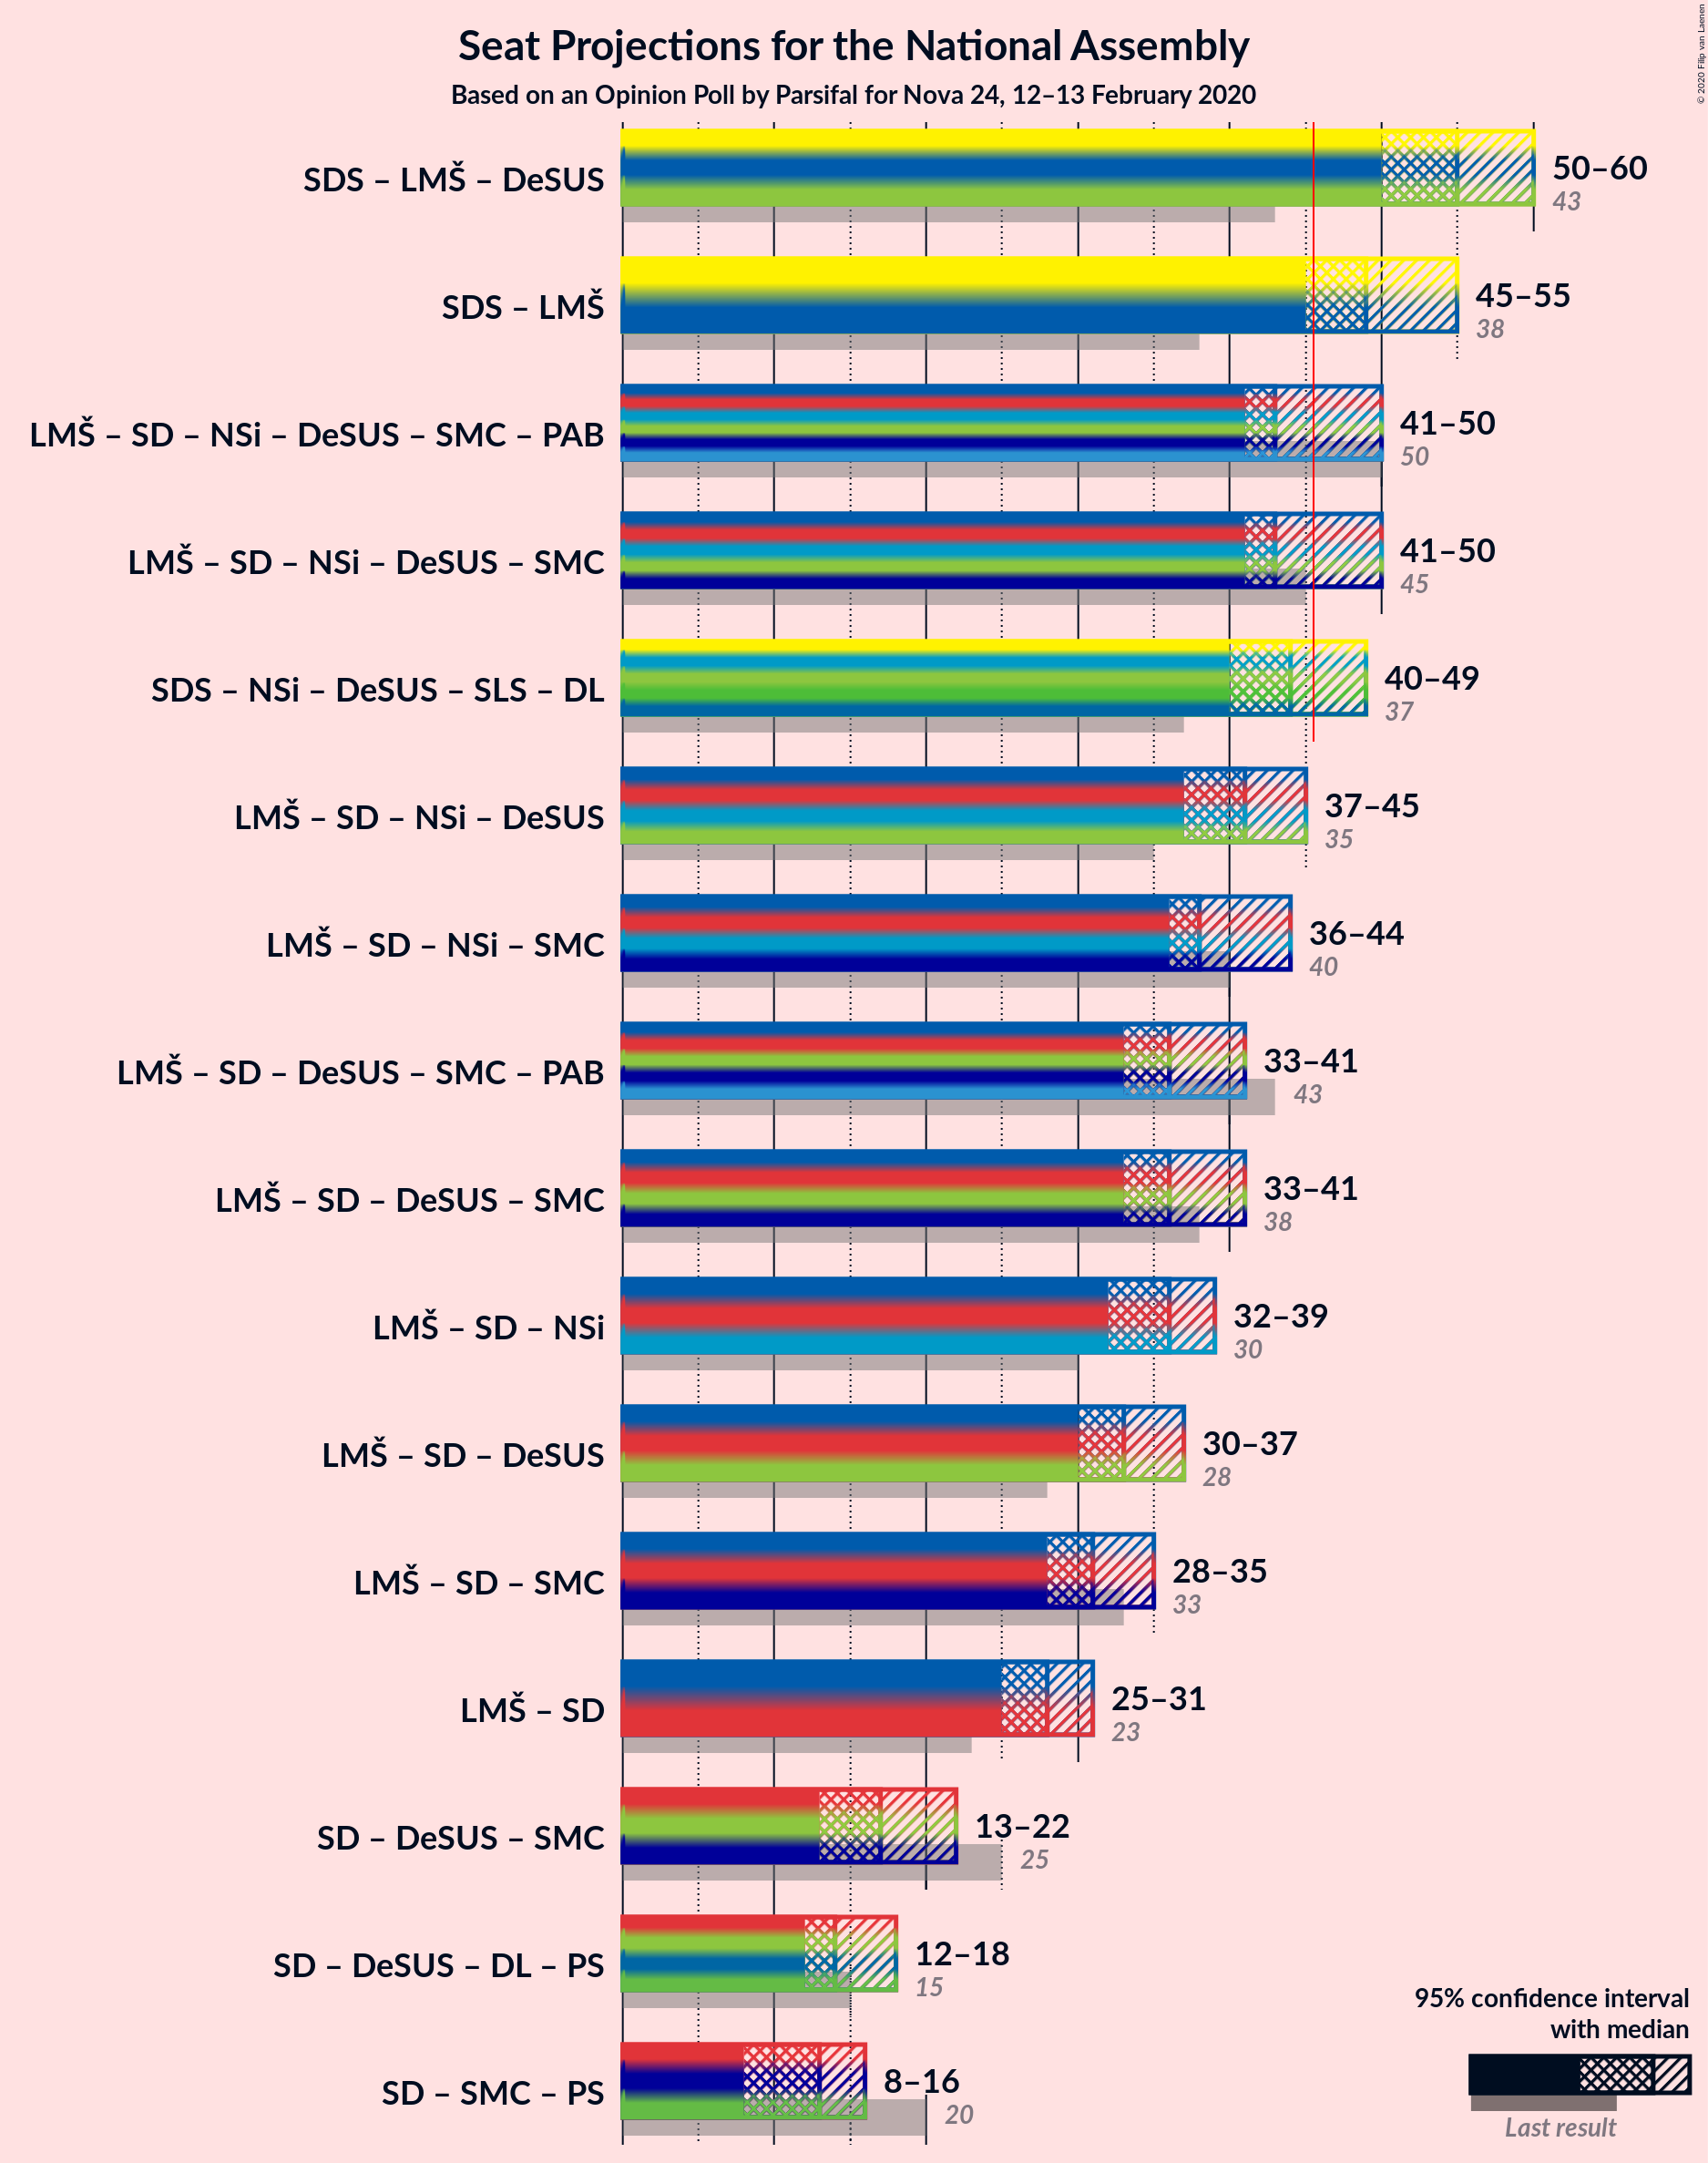 Seat Projections for the National Assembly
Based on an Opinion Poll by Parsifal for Nova 24, 12–13 February 2020
© 2020 Filip van Laenen
SDS – LMŠ – DeSUS
50–60
43
SDS – LMŠ
45–55
38
LMŠ – SD – NSi – DeSUS – SMC – PAB
41–50
50
LMŠ – SD – NSi – DeSUS – SMC
41–50
45
SDS – NSi – DeSUS – SLS – DL
40–49
37
LMŠ – SD – NSi – DeSUS
37–45
35
LMŠ – SD – NSi – SMC
36–44
40
LMŠ – SD – DeSUS – SMC – PAB
33–41
43
LMŠ – SD – DeSUS – SMC
33–41
38
LMŠ – SD – NSi
32–39
30
LMŠ – SD – DeSUS
30–37
28
LMŠ – SD – SMC
28–35
33
LMŠ – SD
25–31
23
SD – DeSUS – SMC
13–22
25
SD – DeSUS – DL – PS
12–18
15
SD – SMC – PS
8–16
20
95% confidence interval
with median
Last result